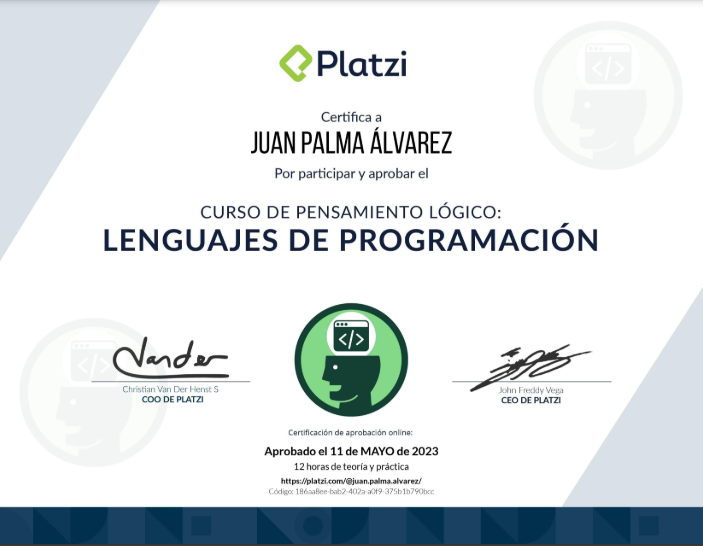 Platzi
Certifica a
JUAN PALMA ÁLVAREZ
Por participar y aprobar el
CURSO DE PENSAMIENTO LÓGICO:
LENGUAJES DE PROGRAMACIÓN
</>
</>
</>
Vander
Christian Van Der Henst S
COO DE PLATZI
John Freddy Vega
CEO DE PLATZI
Certificación de aprobación online:
Aprobado el 11 de MAYO de 2023
12 horas de teoría y práctica
https://platzi.com/@juan.palma.alvarez/
Código: 186aa8ee-bab2-402a-a0f9-375b1b790bcc